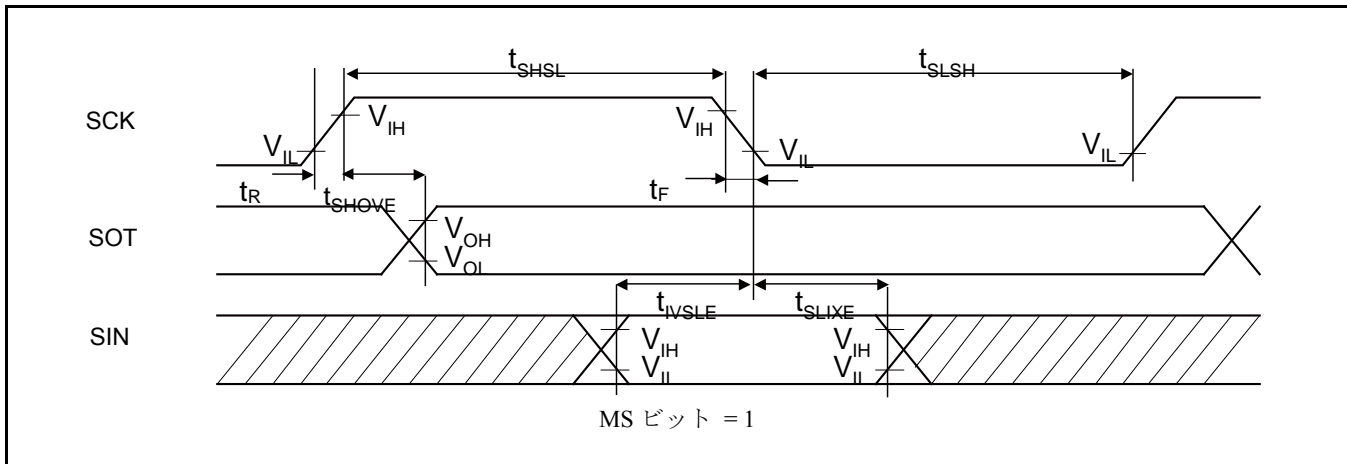 tSHSL tSLSH
SCK VIH VIH
VIL VIL VIL
tR tSHOVE tF
SOT VOH
VOL
tIVSLE tSLIXE
SIN VIH VIH
VIL VIL
MS ビット = 1